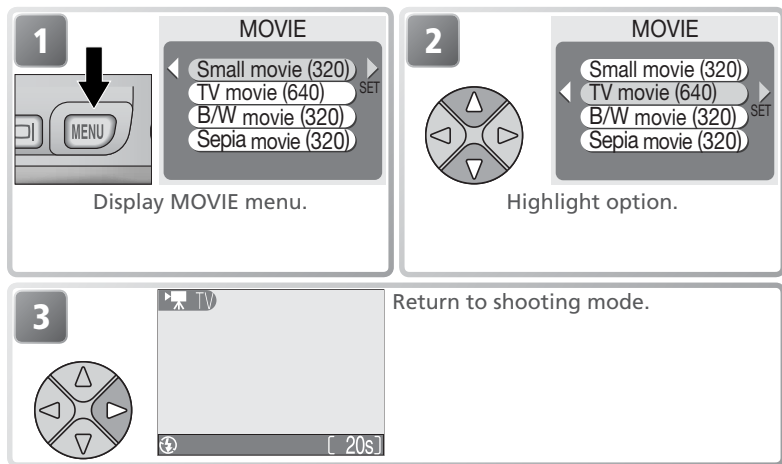 1
MENU
MOVIE
Small movie (320)
TV movie (640)
B/W movie (320)
Sepia movie (320)
SET
Display MOVIE menu.
2
MOVIE
Small movie (320)
TV movie (640)
B/W movie (320)
Sepia movie (320)
SET
Highlight option.
3
TV
[ 20s]
Return to shooting mode.